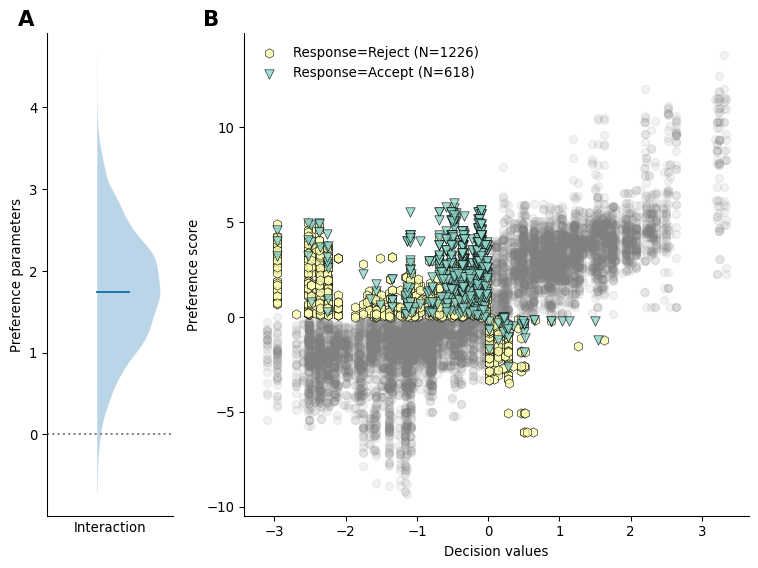 A
B
Preference parameters
4
3
2
1
0
Interaction
Preference score
10
5
0
−5
−10
Response=Reject (N=1226)
Response=Accept (N=618)
−3
−2
−1
0
1
2
3
Decision values